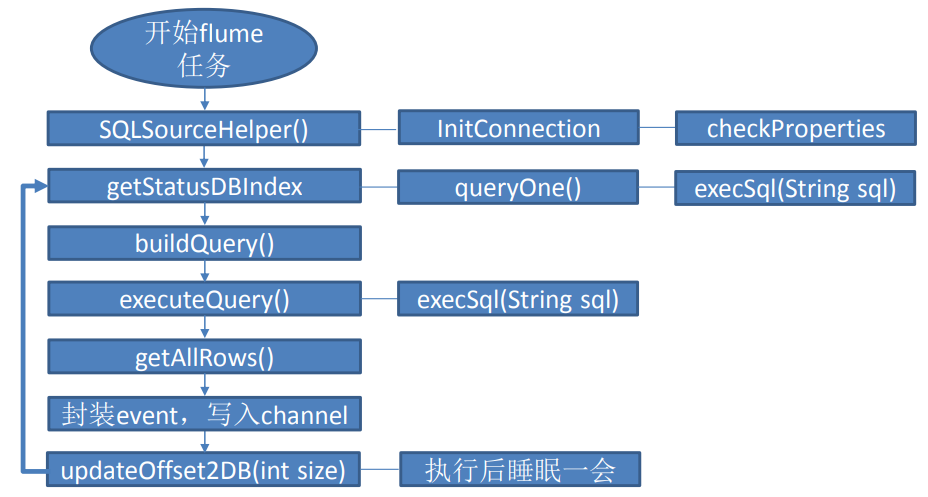 开始flume
任务
SQLSourceHelper()
InitConnection
checkProperties
getStatusDBIndex
queryOne()
execSql(String sql)
buildQuery()
executeQuery()
execSql(String sql)
getAllRows()
封装event，写入channel
updateOffset2DB(int size)
执行后睡眠一会